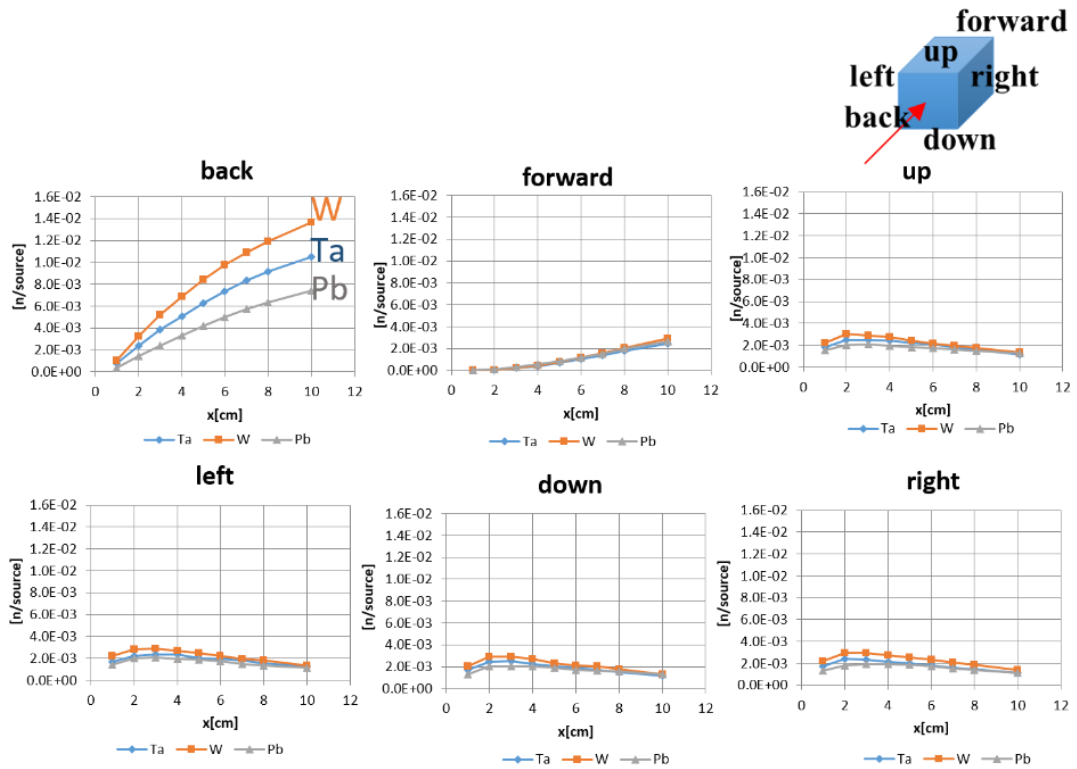 forward
up
left
right
back
down
back
1.6E-02
1.4E-02
1.2E-02
1.0E-02
8.0E-03
6.0E-03
4.0E-03
2.0E-03
0.0E+00
[n/source]
W
Ta
Pb
0 2 4 6 8 10 12
x[cm]
Ta W Pb
forward
1.6E-02
1.4E-02
1.2E-02
1.0E-02
8.0E-03
6.0E-03
4.0E-03
2.0E-03
0.0E+00
[n/source]
0 2 4 6 8 10 12
x[cm]
Ta W Pb
up
1.6E-02
1.4E-02
1.2E-02
1.0E-02
8.0E-03
6.0E-03
4.0E-03
2.0E-03
0.0E+00
[n/source]
0 2 4 6 8 10 12
x[cm]
Ta W Pb
left
1.6E-02
1.4E-02
1.2E-02
1.0E-02
8.0E-03
6.0E-03
4.0E-03
2.0E-03
0.0E+00
[n/source]
0 2 4 6 8 10 12
x[cm]
Ta W Pb
down
1.6E-02
1.4E-02
1.2E-02
1.0E-02
8.0E-03
6.0E-03
4.0E-03
2.0E-03
0.0E+00
[n/source]
0 2 4 6 8 10 12
x[cm]
Ta W Pb
right
1.6E-02
1.4E-02
1.2E-02
1.0E-02
8.0E-03
6.0E-03
4.0E-03
2.0E-03
0.0E+00
[n/source]
0 2 4 6 8 10 12
x[cm]
Ta W Pb